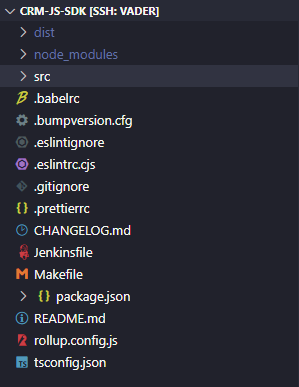 CRM-JS-SDK [SSH: VADER]
dist
node_modules
src
.babelrc
.bumpversion.cfg
.eslintignore
.eslintrc.cjs
.gitignore
.prettierrc
CHANGELOG.md
Jenkinsfile
Makefile
package.json
README.md
rollup.config.js
tsconfig.json